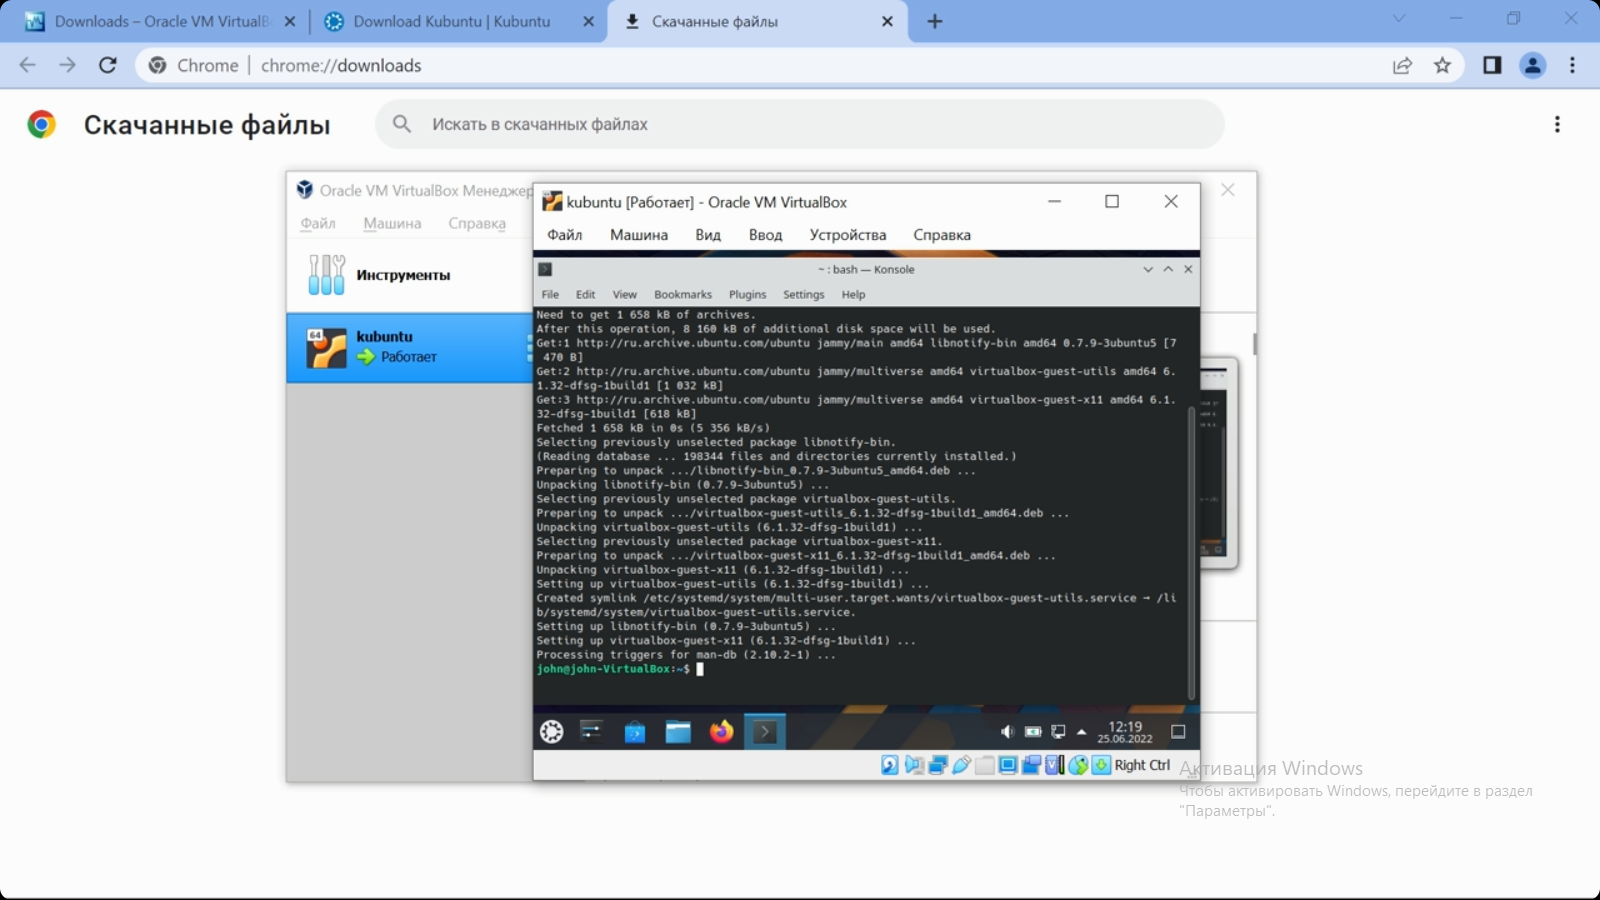 Downloads – Oracle VM VirtualB
Download Kubuntu | Kubuntu
Скачанные файлы
Chrome | chrome://downloads
Скачанные файлы
Искать в скачанных файлах
Oracle VM VirtualBox Менеджер
Файл Машина Справка
Инструменты
64
kubuntu
Работает
kubuntu [Работает] - Oracle VM VirtualBox
Файл Машина Вид Ввод Устройства Справка
~ : bash — Konsole
File Edit View Bookmarks Plugins Settings Help
Need to get 1 658 kB of archives.
After this operation, 8 160 kB of additional disk space will be used.
Get:1 http://ru.archive.ubuntu.com/ubuntu jammy/main amd64 libnotify-bin amd64 0.7.9-3ubuntu5 [7
470 B]
Get:2 http://ru.archive.ubuntu.com/ubuntu jammy/multiverse amd64 virtualbox-guest-utils amd64 6.
1.32-dfsg-1build1 [1 032 kB]
Get:3 http://ru.archive.ubuntu.com/ubuntu jammy/multiverse amd64 virtualbox-guest-x11 amd64 6.1.
32-dfsg-1build1 [618 kB]
Fetched 1 658 kB in 0s (5 356 kB/s)
Selecting previously unselected package libnotify-bin.
(Reading database ... 198344 files and directories currently installed.)
Preparing to unpack .../libnotify-bin_0.7.9-3ubuntu5_amd64.deb ...
Unpacking libnotify-bin (0.7.9-3ubuntu5) ...
Selecting previously unselected package virtualbox-guest-utils.
Preparing to unpack .../virtualbox-guest-utils_6.1.32-dfsg-1build1_amd64.deb ...
Unpacking virtualbox-guest-utils (6.1.32-dfsg-1build1) ...
Selecting previously unselected package virtualbox-guest-x11.
Preparing to unpack .../virtualbox-guest-x11_6.1.32-dfsg-1build1_amd64.deb ...
Unpacking virtualbox-guest-x11 (6.1.32-dfsg-1build1) ...
Setting up virtualbox-guest-utils (6.1.32-dfsg-1build1) ...
Created symlink /etc/systemd/system/multi-user.target.wants/virtualbox-guest-utils.service → /li
b/systemd/system/virtualbox-guest-utils.service.
Setting up libnotify-bin (0.7.9-3ubuntu5) ...
Setting up virtualbox-guest-x11 (6.1.32-dfsg-1build1) ...
Processing triggers for man-db (2.10.2-1) ...
john@john-VirtualBox:~$
12:19
25.06.2022
Right Ctrl
Активация Windows
Чтобы активировать Windows, перейдите в раздел
"Параметры".